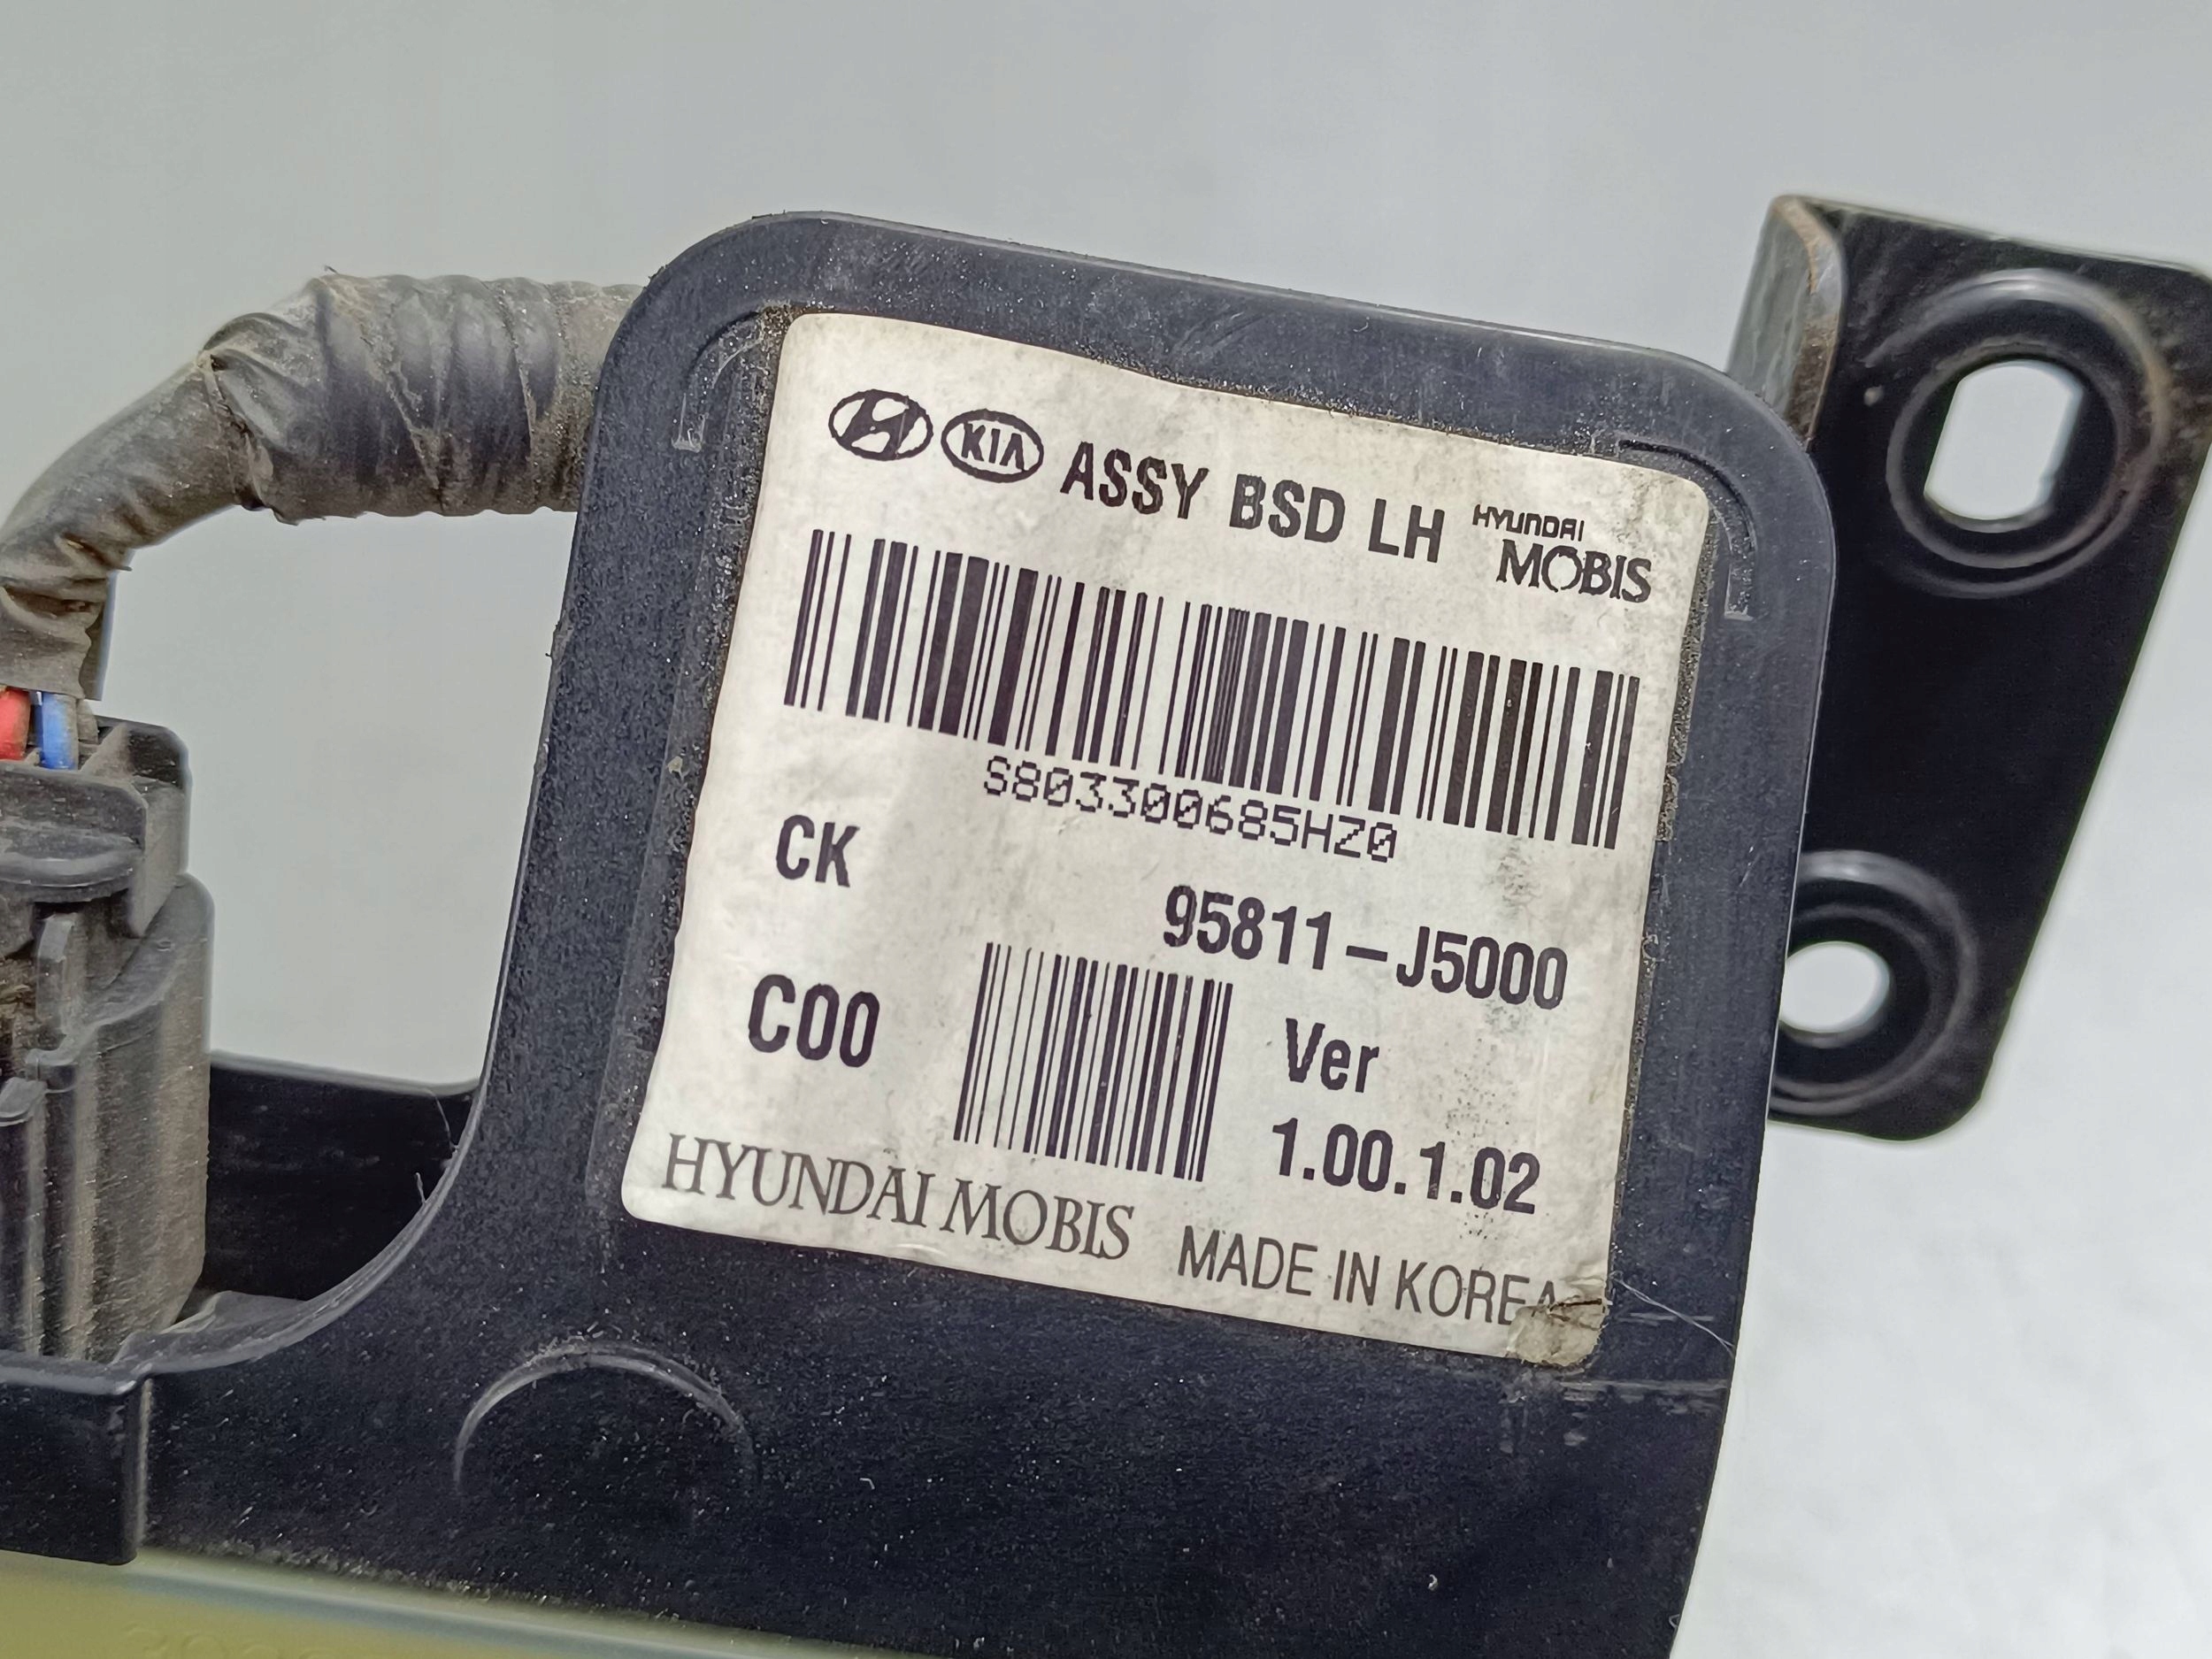 KIA ASSY BSD LH HYUNDAI MOBIS
S803300685HZ0
CK
95811-J5000
C00
Ver
1.00.1.02
HYUNDAI MOBIS MADE IN KOREA